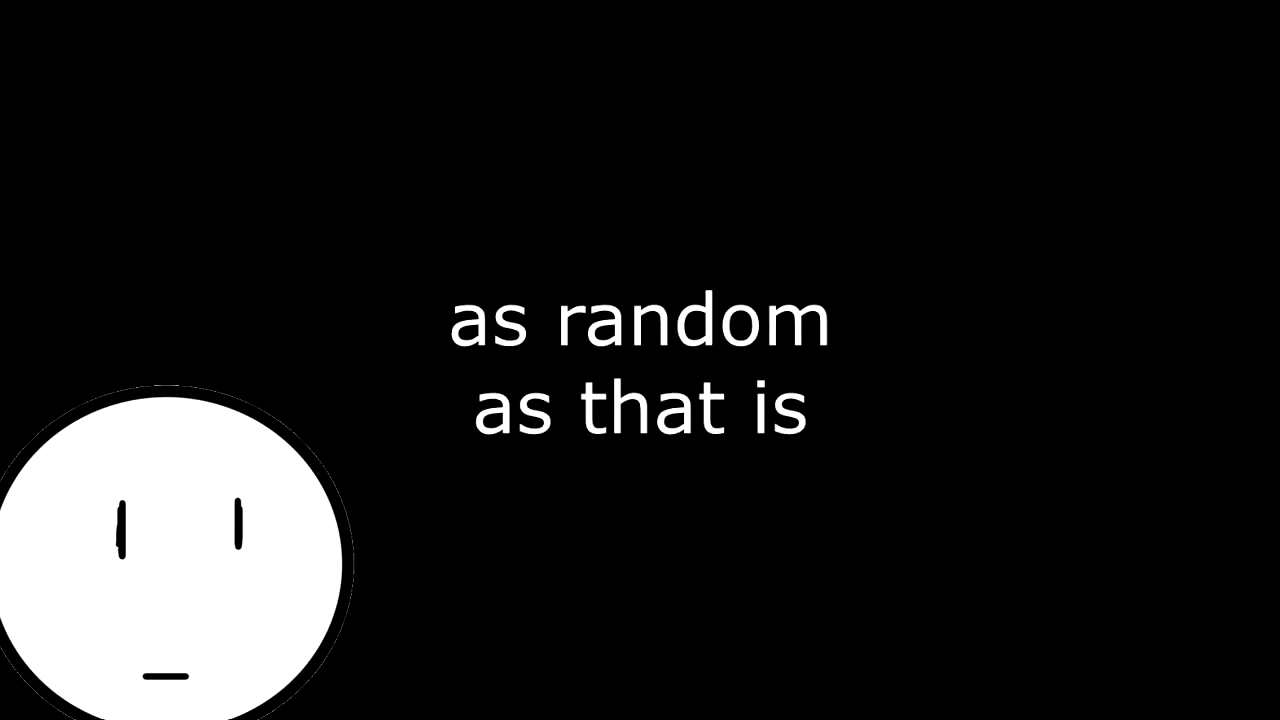 as random
as that is